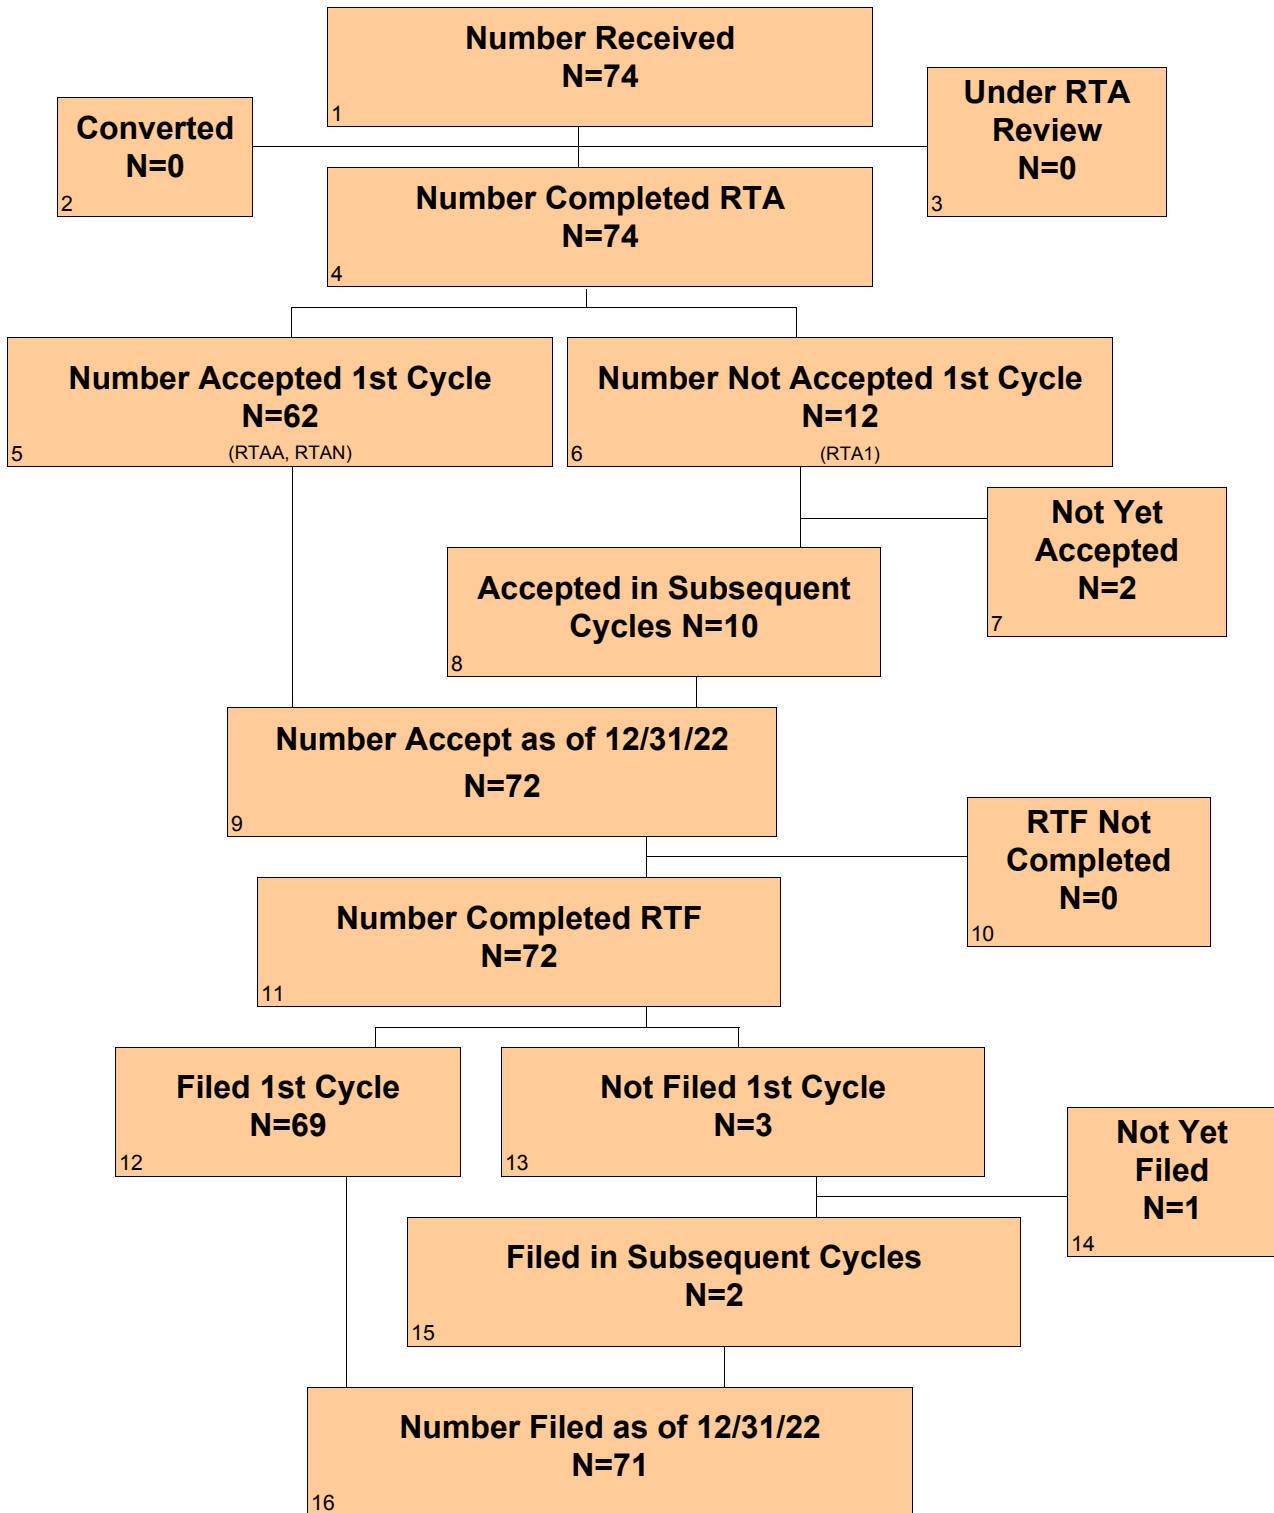 Number Received
N=74
1
Converted
N=0
2
Under RTA
Review
N=0
3
Number Completed RTA
N=74
4
Number Accepted 1st Cycle
N=62
(RTAA, RTAN)
5
Number Not Accepted 1st Cycle
N=12
(RTA1)
6
Not Yet
Accepted
N=2
7
Accepted in Subsequent
Cycles N=10
8
Number Accept as of 12/31/22
N=72
9
RTF Not
Completed
N=0
10
Number Completed RTF
N=72
11
Filed 1st Cycle
N=69
12
Not Filed 1st Cycle
N=3
13
Not Yet
Filed
N=1
14
Filed in Subsequent Cycles
N=2
15
Number Filed as of 12/31/22
N=71
16